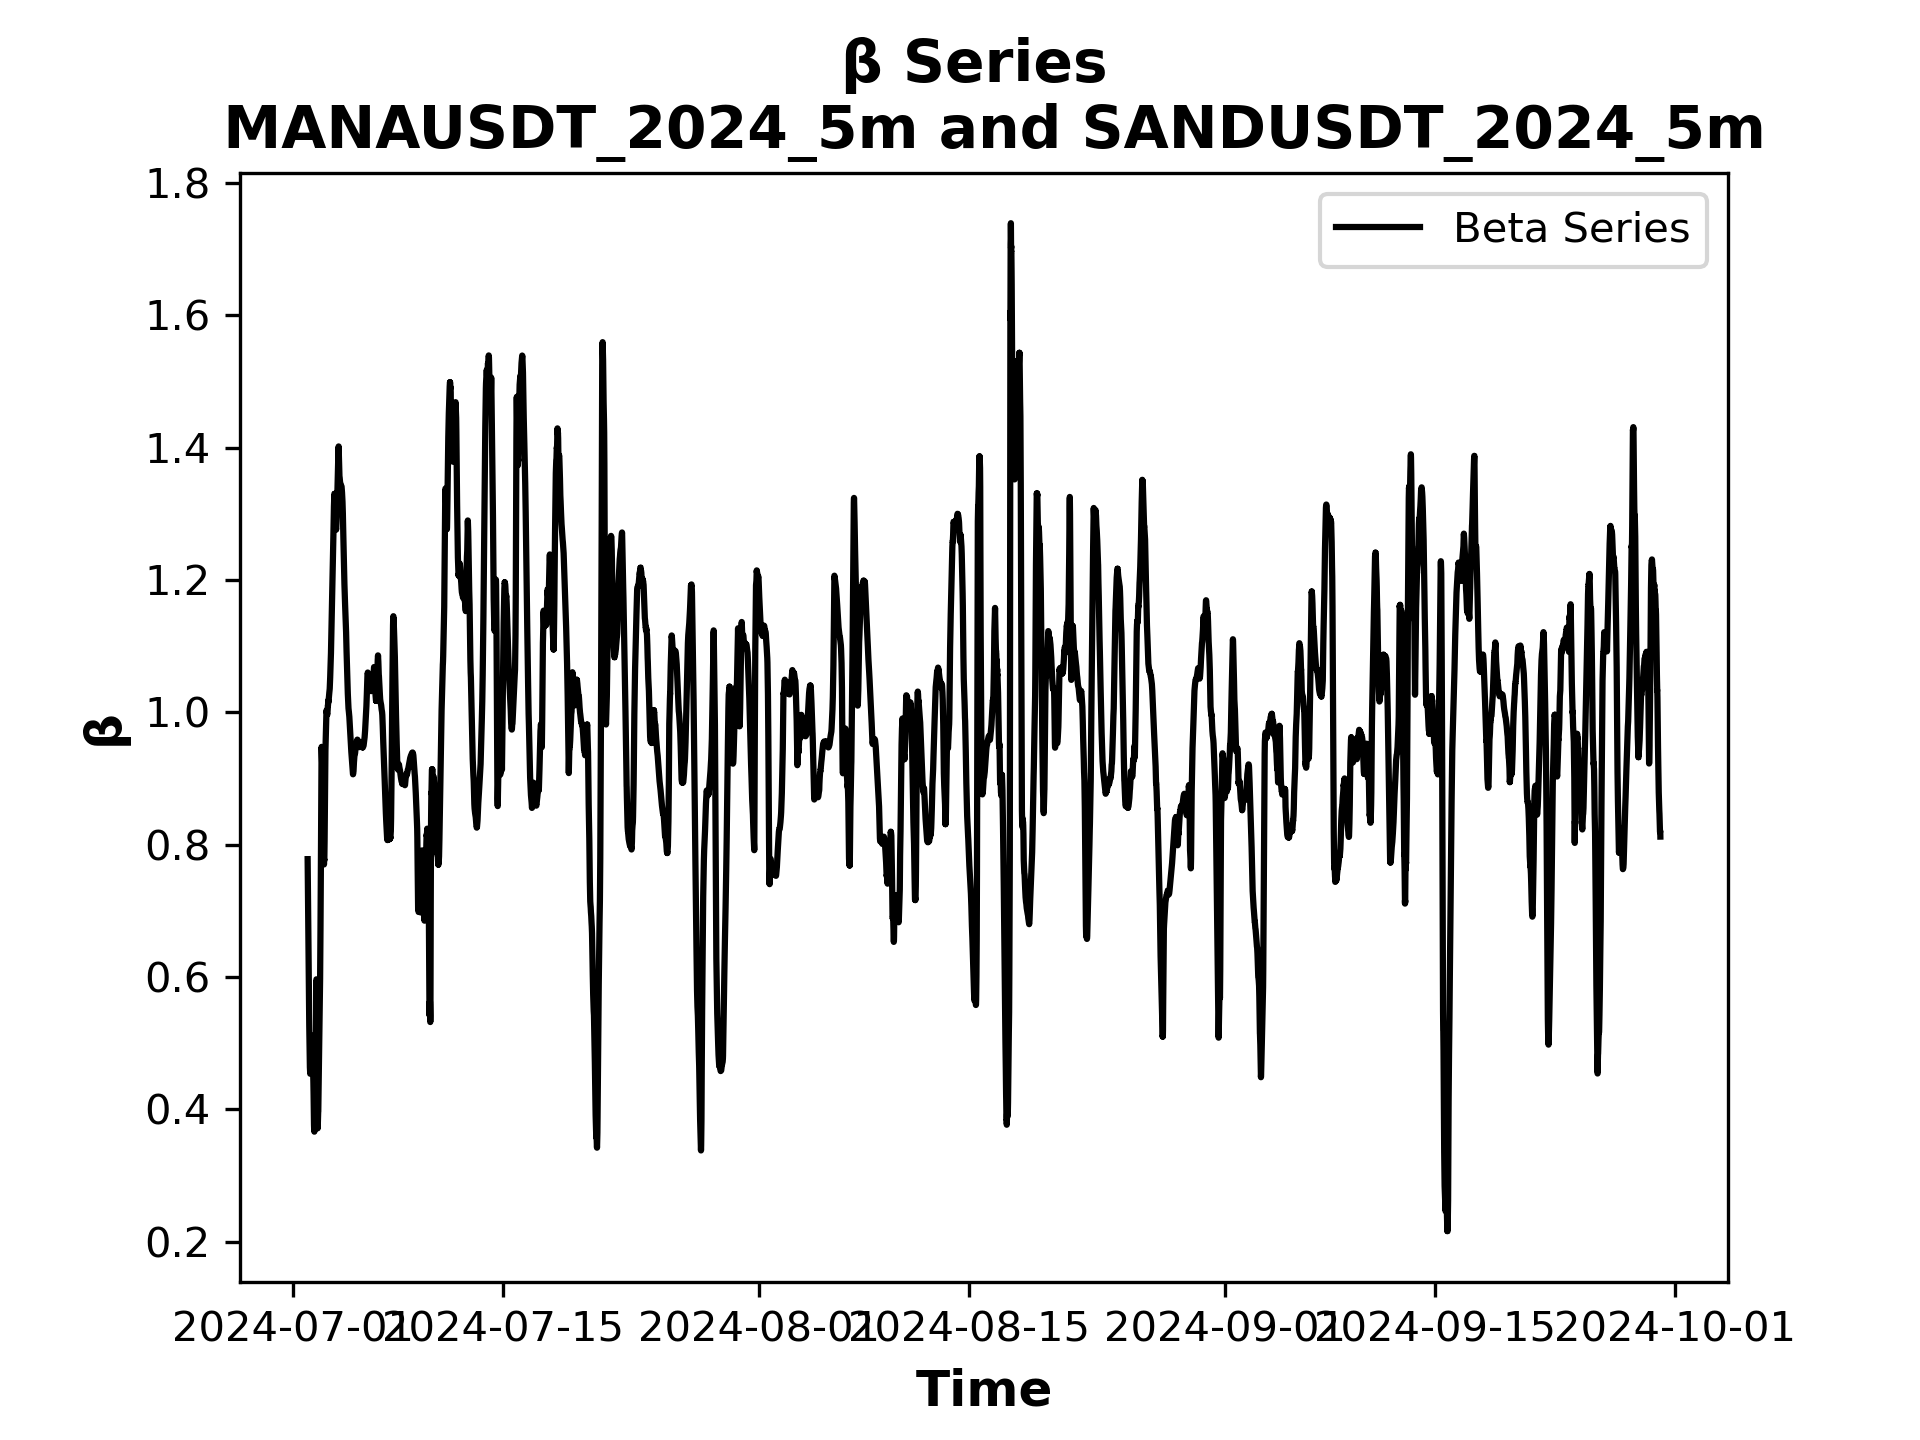 β Series
MANAUSDT_2024_5m and SANDUSDT_2024_5m
Beta Series
1.8
1.6
1.4
1.2
1.0
0.8
0.6
0.4
0.2
β
2024-07-01 2024-07-15 2024-08-01 2024-08-15 2024-09-01 2024-09-15 2024-10-01
Time